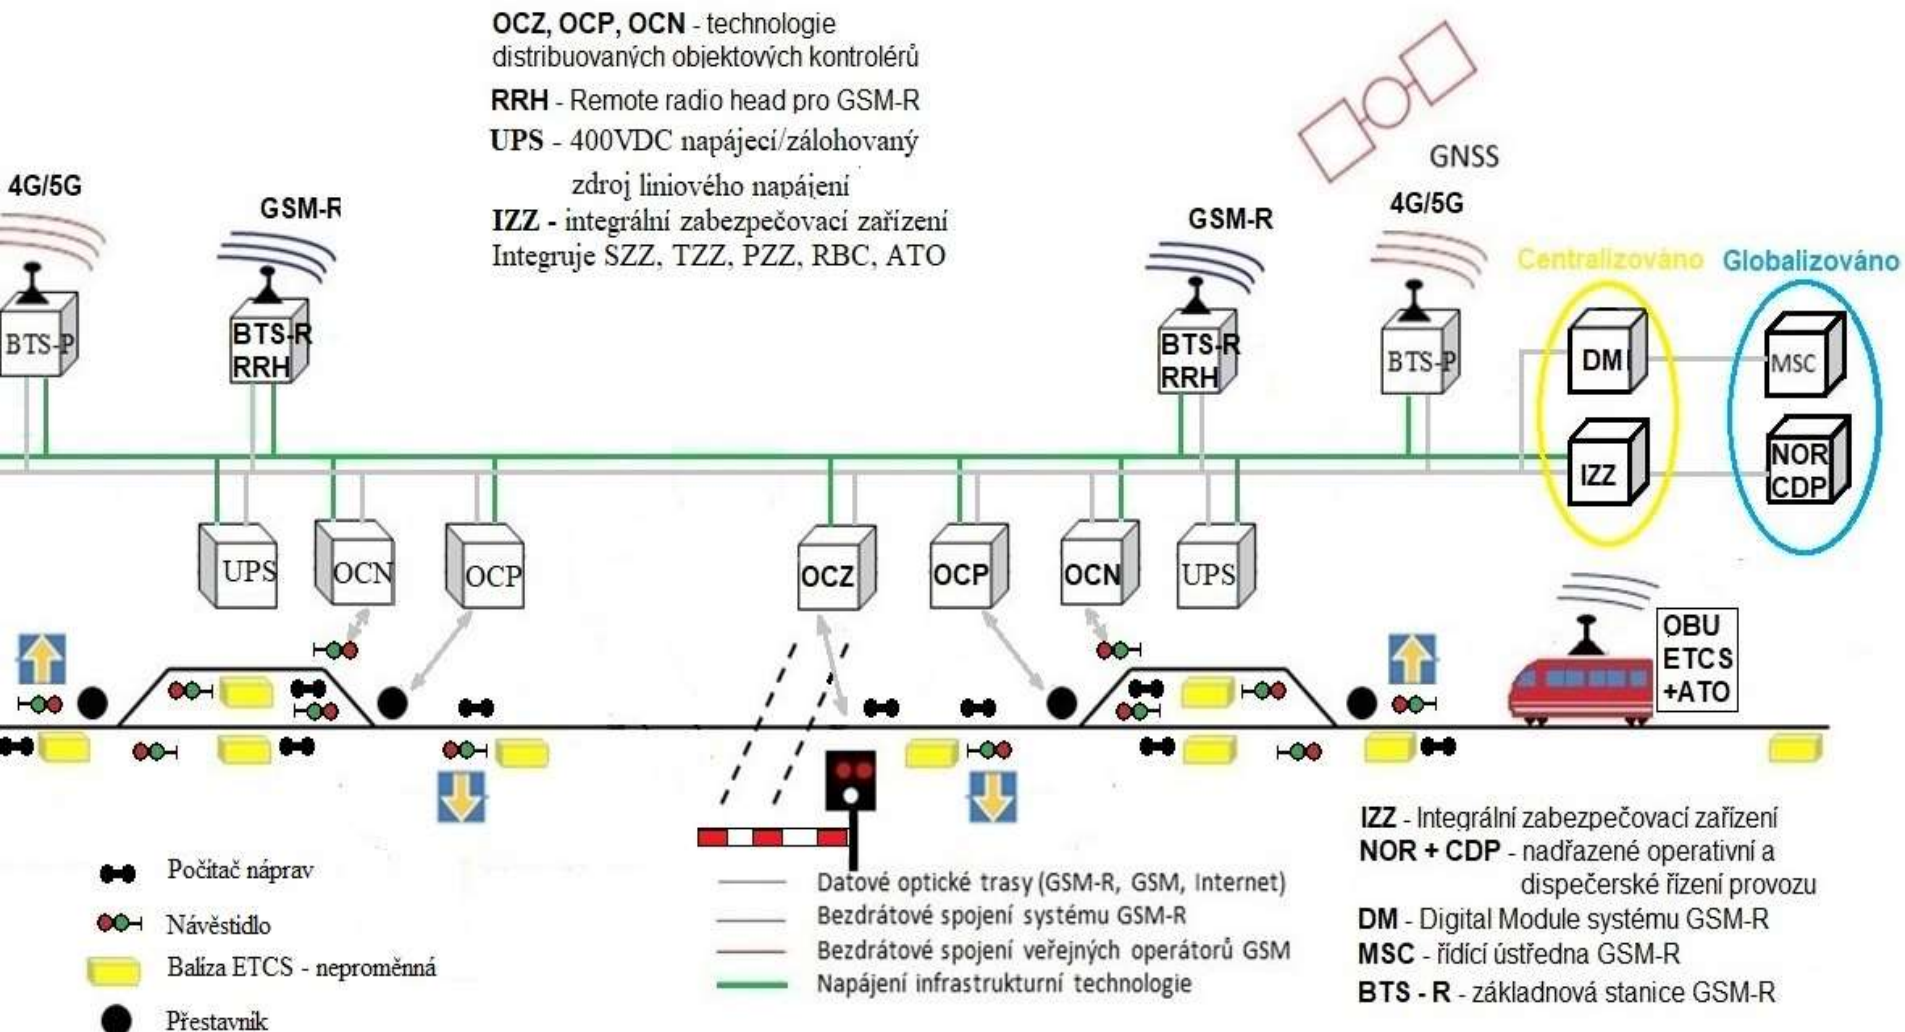 OCZ, OCP, OCN - technologie
distribuovaných objektových kontrolérů
RRH - Remote radio head pro GSM-R
UPS - 400VDC napájecí/zálohovaný
zdroj liniového napájení
IZZ - integrální zabezpečovací zařízení
Integruje SZZ, TZZ, PZZ, RBC, ATO
GNSS
4G/5G
GSM-R
GSM-R
4G/5G
Centralizováno
Globalizováno
BTS-P
BTS-R
RRH
BTS-R
RRH
BTS-P
DM
MSC
IZZ
NOR
CDP
UPS
OCN
OCP
OCZ
OCP
OCN
UPS
OBU
ETCS
+ATO
Počítač náprav
Návěstidlo
Balíza ETCS - neproměnná
Přestavník
Datové optické trasy (GSM-R, GSM, Internet)
Bezdrátové spojení systému GSM-R
Bezdrátové spojení veřejných operátorů GSM
Napájení infrastrukturní technologie
IZZ - Integrální zabezpečovací zařízení
NOR + CDP - nadřazené operativní a
dispečerské řízení provozu
DM - Digital Module systému GSM-R
MSC - řídící ústředna GSM-R
BTS - R - základnová stanice GSM-R